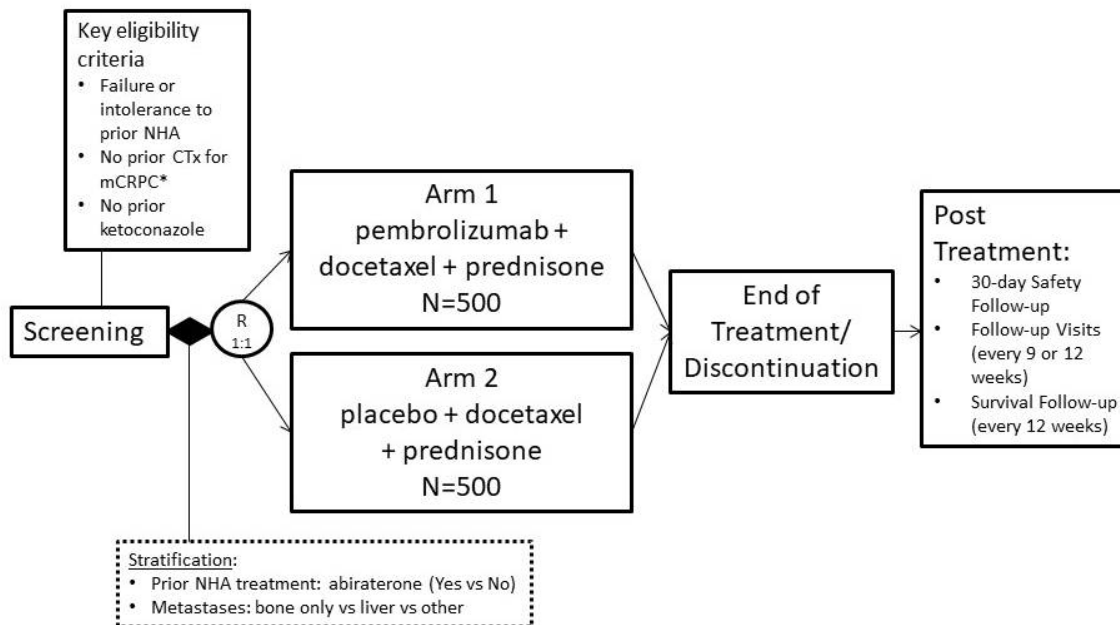 Key eligibility
criteria
• Failure or
intolerance to
prior NHA
• No prior CTx for
mCRPC*
• No prior
ketoconazole
Screening
R
1:1
Arm 1
pembrolizumab +
docetaxel + prednisone
N=500
Arm 2
placebo + docetaxel
+ prednisone
N=500
End of
Treatment/
Discontinuation
Post
Treatment:
• 30-day Safety
Follow-up
• Follow-up Visits
(every 9 or 12
weeks)
• Survival Follow-up
(every 12 weeks)
Stratification:
• Prior NHA treatment: abiraterone (Yes vs No)
• Metastases: bone only vs liver vs other